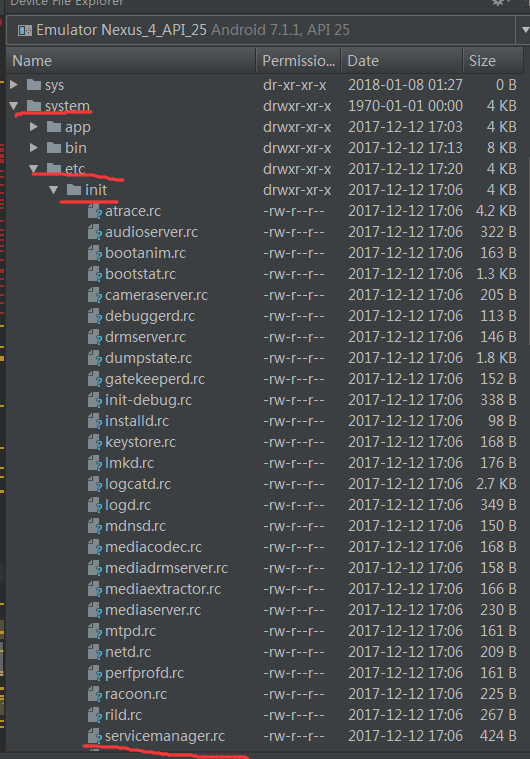 Device File Explorer
Emulator Nexus_4_API_25 Android 7.1.1, API 25
Name Permissio... Date Size
sys dr-xr-xr-x 2018-01-08 01:27 0 B
system drwxr-xr-x 1970-01-01 00:00 4 KB
app drwxr-xr-x 2017-12-12 17:03 4 KB
bin drwxr-xr-x 2017-12-12 17:13 8 KB
etc drwxr-xr-x 2017-12-12 17:20 4 KB
init drwxr-xr-x 2017-12-12 17:06 4 KB
atrace.rc -rw-r--r-- 2017-12-12 17:06 4.2 KB
audioserver.rc -rw-r--r-- 2017-12-12 17:06 322 B
bootanim.rc -rw-r--r-- 2017-12-12 17:06 163 B
bootstat.rc -rw-r--r-- 2017-12-12 17:06 1.3 KB
cameraserver.rc -rw-r--r-- 2017-12-12 17:06 205 B
debuggerd.rc -rw-r--r-- 2017-12-12 17:06 113 B
drmserver.rc -rw-r--r-- 2017-12-12 17:06 146 B
dumpstate.rc -rw-r--r-- 2017-12-12 17:06 1.8 KB
gatekeeperd.rc -rw-r--r-- 2017-12-12 17:06 152 B
init-debug.rc -rw-r--r-- 2017-12-12 17:06 338 B
installd.rc -rw-r--r-- 2017-12-12 17:06 98 B
keystore.rc -rw-r--r-- 2017-12-12 17:06 168 B
lmkd.rc -rw-r--r-- 2017-12-12 17:06 176 B
logcatd.rc -rw-r--r-- 2017-12-12 17:06 2.7 KB
logd.rc -rw-r--r-- 2017-12-12 17:06 349 B
mdnsd.rc -rw-r--r-- 2017-12-12 17:06 150 B
mediacodec.rc -rw-r--r-- 2017-12-12 17:06 168 B
mediadrmserver.rc -rw-r--r-- 2017-12-12 17:06 158 B
mediaextractor.rc -rw-r--r-- 2017-12-12 17:06 166 B
mediaserver.rc -rw-r--r-- 2017-12-12 17:06 230 B
mtpd.rc -rw-r--r-- 2017-12-12 17:06 161 B
netd.rc -rw-r--r-- 2017-12-12 17:06 209 B
perfprofd.rc -rw-r--r-- 2017-12-12 17:06 161 B
racoon.rc -rw-r--r-- 2017-12-12 17:06 225 B
rild.rc -rw-r--r-- 2017-12-12 17:06 267 B
servicemanager.rc -rw-r--r-- 2017-12-12 17:06 424 B